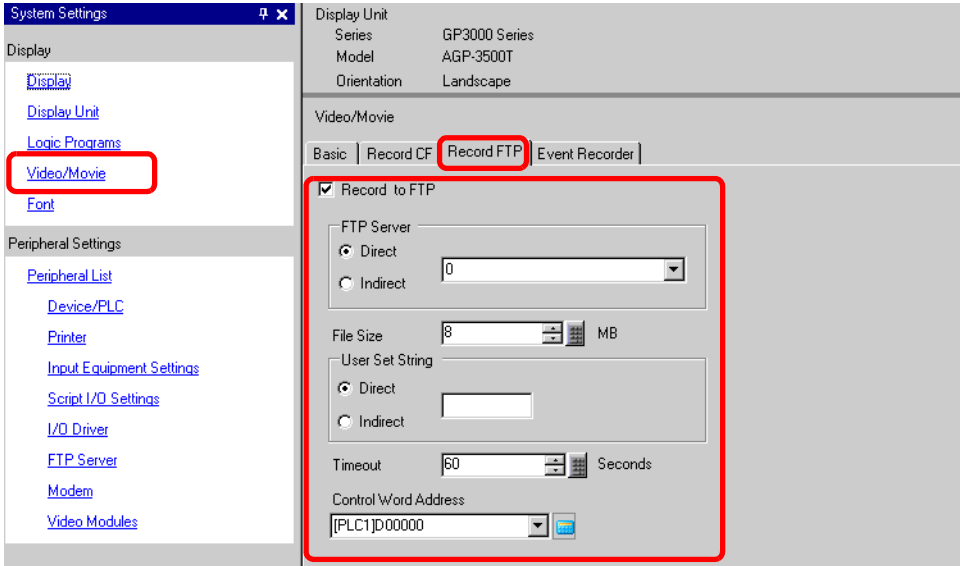 System Settings
Display
Display
Display Unit
Logic Programs
Video/Movie
Font
Peripheral Settings
Peripheral List
Device/PLC
Printer
Input Equipment Settings
Script I/O Settings
I/O Driver
FTP Server
Modem
Video Modules
Display Unit
Series GP3000 Series
Model AGP-3500T
Orientation Landscape
Video/Movie
Basic Record CF Record FTP Event Recorder
Record to FTP
FTP Server
Direct
0
Indirect
File Size 8 MB
User Set String
Direct
Indirect
Timeout 60 Seconds
Control Word Address
[PLC1]D00000